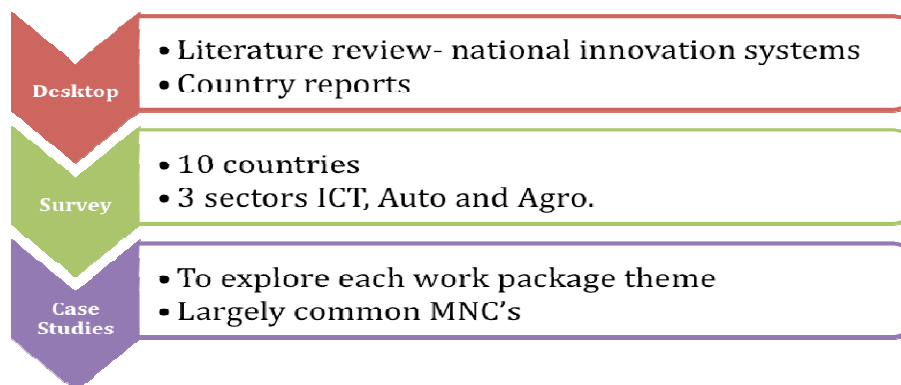 Desktop
• Literature review- national innovation systems
• Country reports
Survey
• 10 countries
• 3 sectors ICT, Auto and Agro.
Case
Studies
• To explore each work package theme
• Largely common MNC's